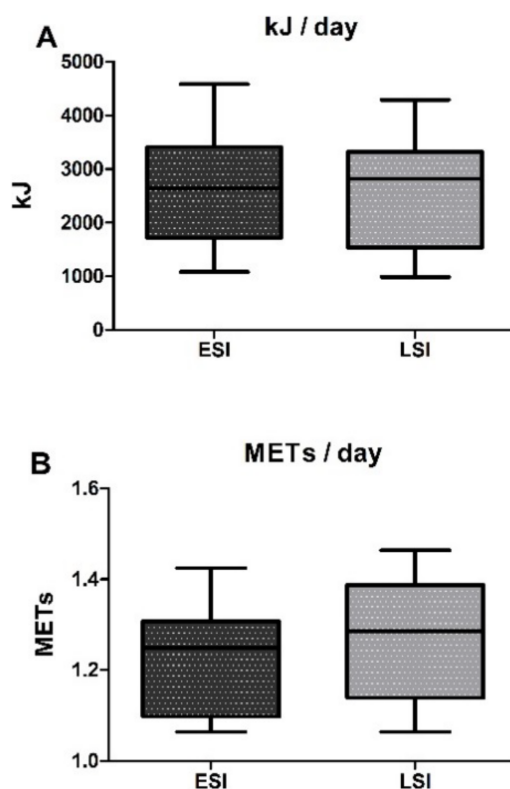 A
kJ / day
5000
4000
3000
2000
1000
0
kJ
ESI
LSI
B
METs / day
1.6
1.4
1.2
1.0
METs
ESI
LSI